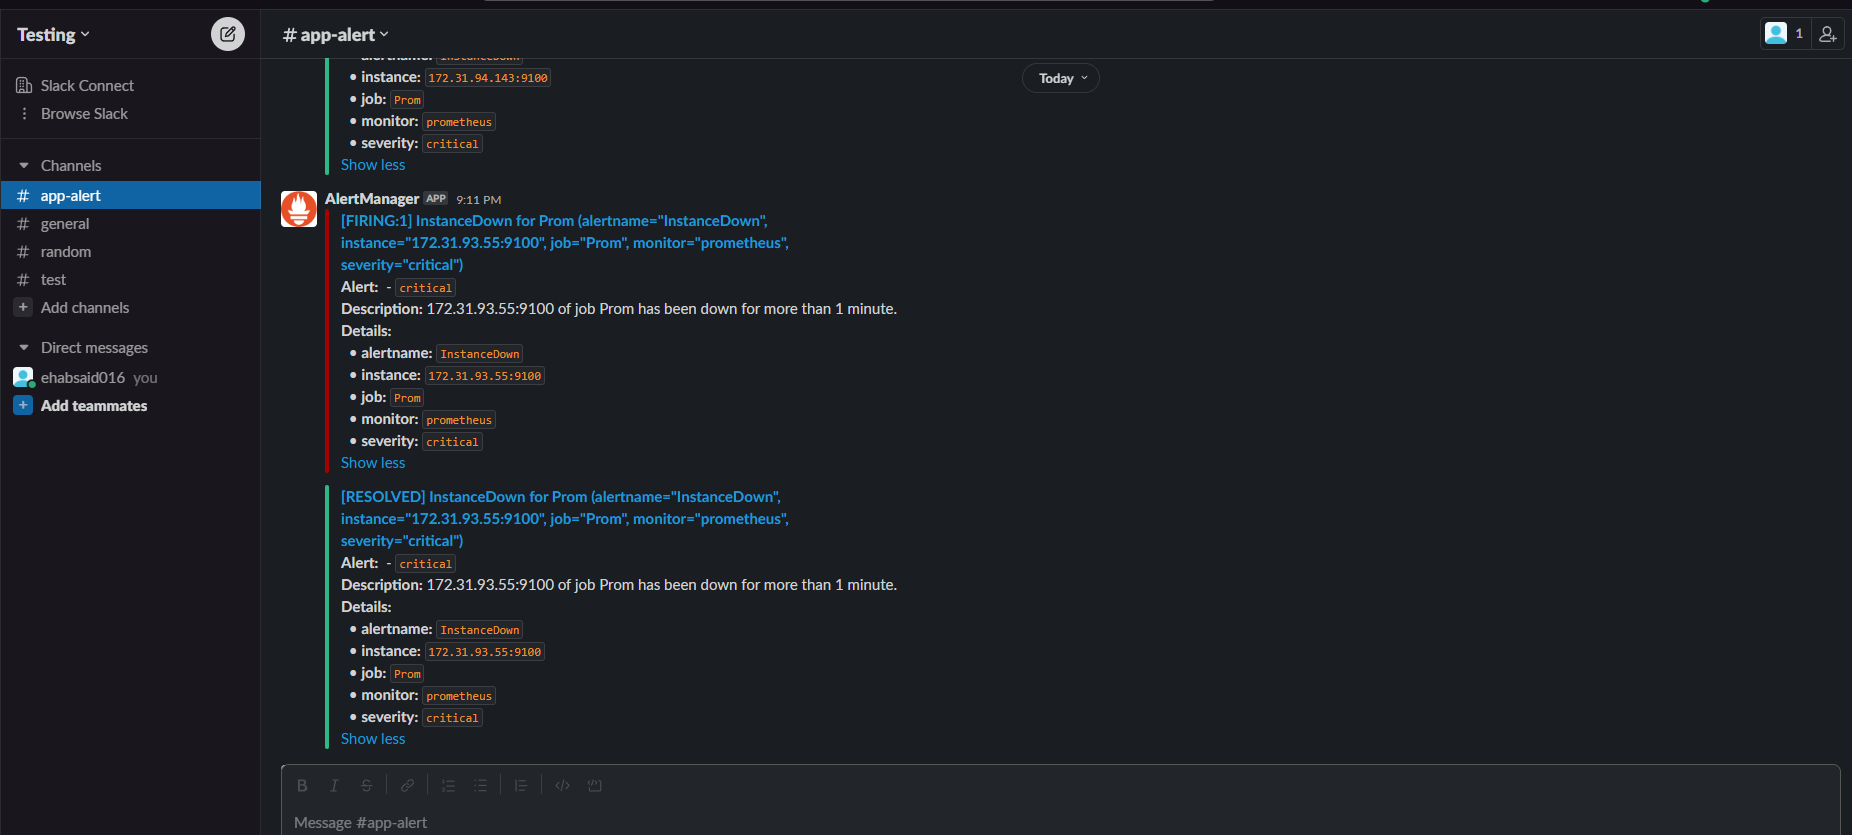 Testing
Slack Connect
Browse Slack
Channels
# app-alert
# general
# random
# test
+ Add channels
Direct messages
ehabsaid016 you
+ Add teammates
# app-alert
1
Today
alertname: InstanceDown
• instance: 172.31.94.143:9100
• job: Prom
• monitor: prometheus
• severity: critical
Show less
AlertManager APP 9:11 PM
[FIRING:1] InstanceDown for Prom (alertname="InstanceDown",
instance="172.31.93.55:9100", job="Prom", monitor="prometheus",
severity="critical")
Alert: - critical
Description: 172.31.93.55:9100 of job Prom has been down for more than 1 minute.
Details:
• alertname: InstanceDown
• instance: 172.31.93.55:9100
• job: Prom
• monitor: prometheus
• severity: critical
Show less
[RESOLVED] InstanceDown for Prom (alertname="InstanceDown",
instance="172.31.93.55:9100", job="Prom", monitor="prometheus",
severity="critical")
Alert: - critical
Description: 172.31.93.55:9100 of job Prom has been down for more than 1 minute.
Details:
• alertname: InstanceDown
• instance: 172.31.93.55:9100
• job: Prom
• monitor: prometheus
• severity: critical
Show less
B I S
Message #app-alert